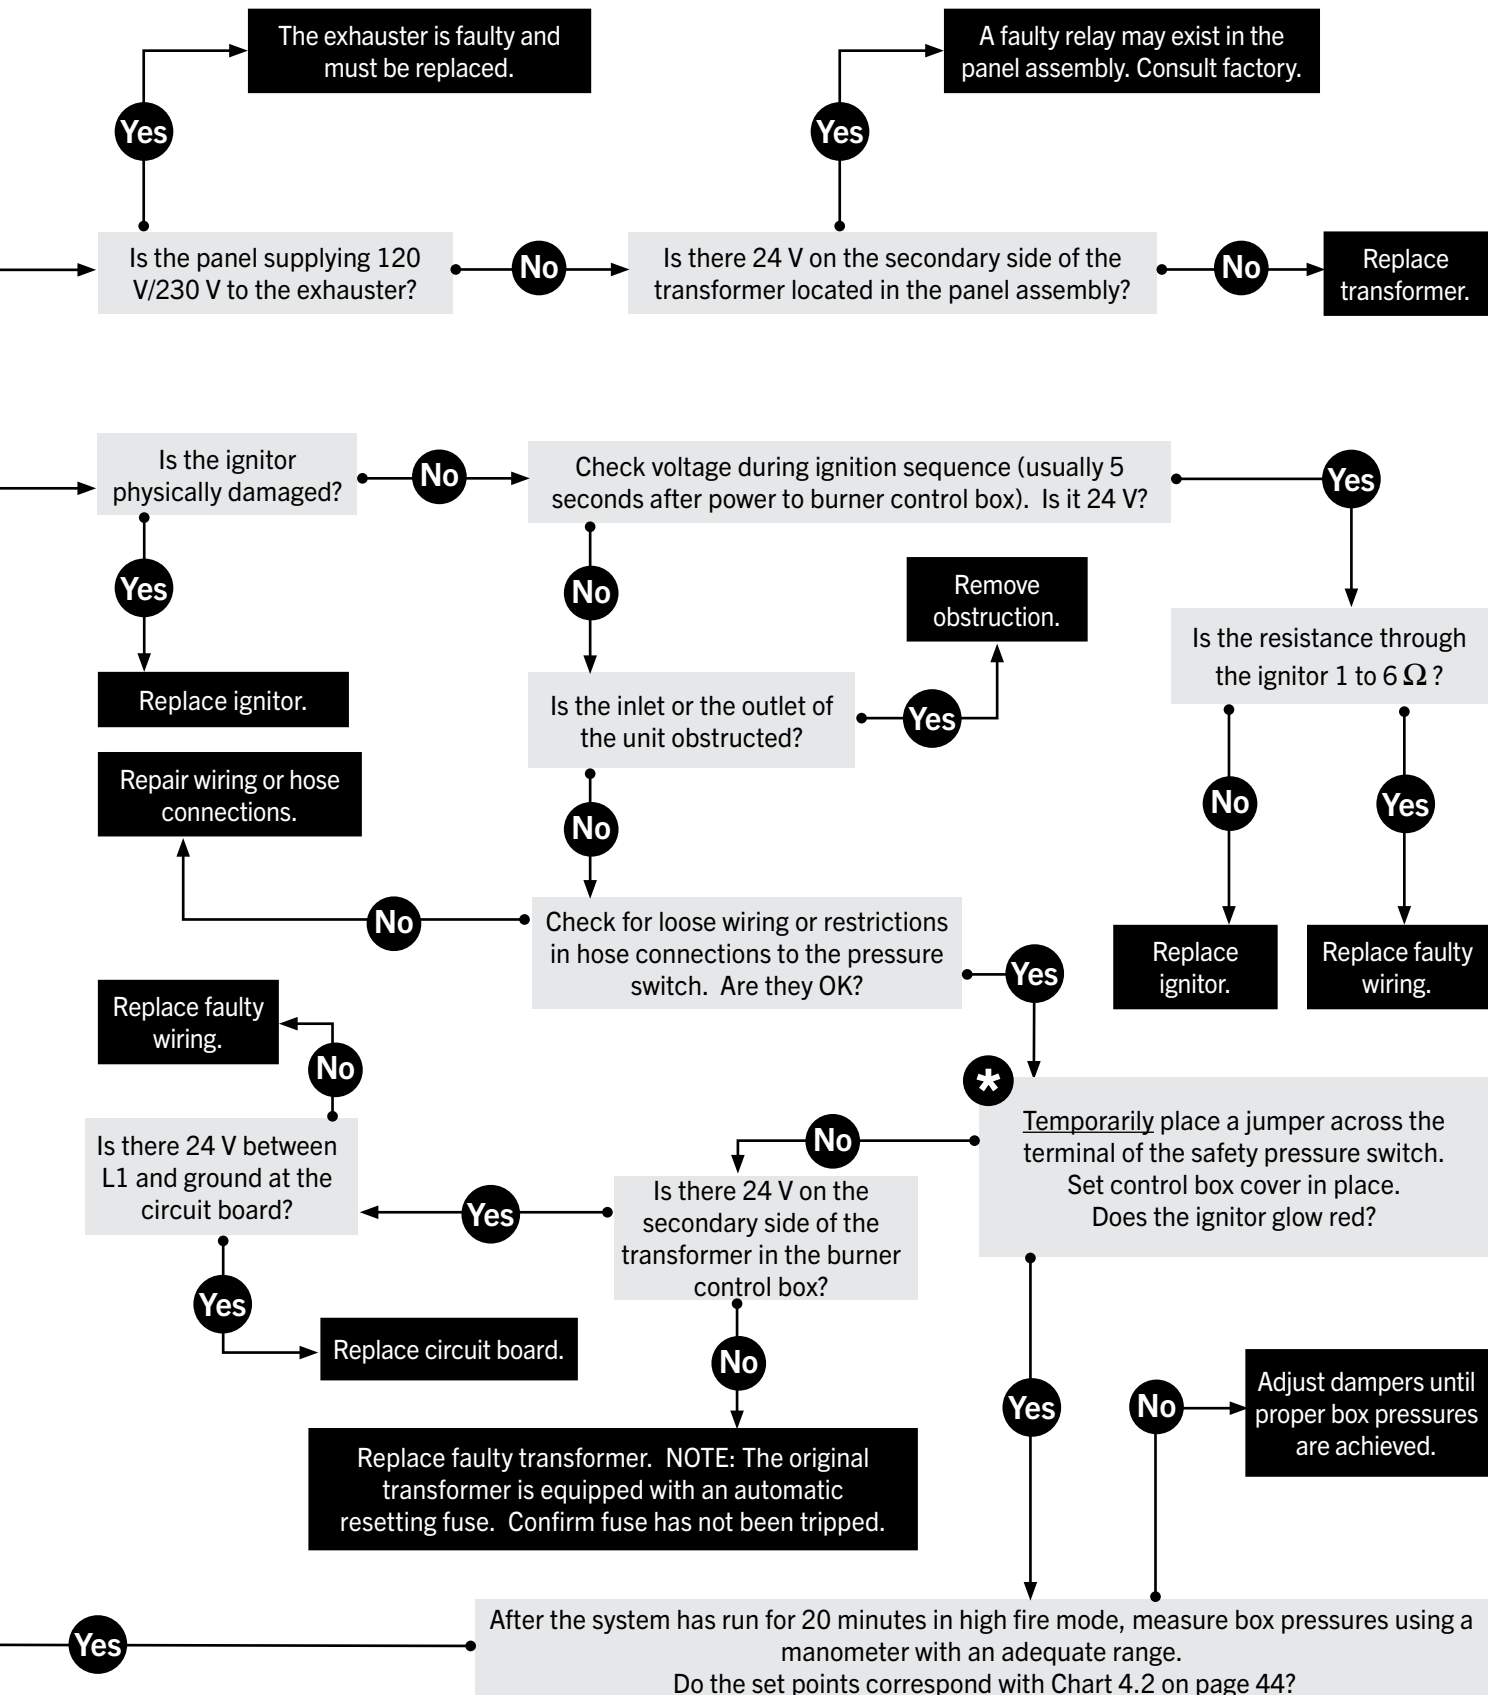 The exhauster is faulty and
must be replaced.
A faulty relay may exist in the
panel assembly. Consult factory.
Yes
Yes
Is the panel supplying 120
V/230 V to the exhauster?
No
Is there 24 V on the secondary side of the
transformer located in the panel assembly?
No
Replace
transformer.
Is the ignitor
physically damaged?
No
Check voltage during ignition sequence (usually 5
seconds after power to burner control box). Is it 24 V?
Yes
Yes
Replace ignitor.
No
Remove
obstruction.
Is the inlet or the outlet of
the unit obstructed?
Yes
Is the resistance through
the ignitor 1 to 6 Ω ?
No
Yes
Replace
ignitor.
Replace faulty
wiring.
No
Repair wiring or hose
connections.
No
Check for loose wiring or restrictions
in hose connections to the pressure
switch. Are they OK?
Yes
*
Temporarily place a jumper across the
terminal of the safety pressure switch.
Set control box cover in place.
Does the ignitor glow red?
No
Is there 24 V on the
secondary side of the
transformer in the burner
control box?
Yes
Replace faulty
wiring.
No
Is there 24 V between
L1 and ground at the
circuit board?
Yes
Replace circuit board.
No
Replace faulty transformer. NOTE: The original
transformer is equipped with an automatic
resetting fuse. Confirm fuse has not been tripped.
Yes
No
Adjust dampers until
proper box pressures
are achieved.
Yes
After the system has run for 20 minutes in high fire mode, measure box pressures using a
manometer with an adequate range.
Do the set points correspond with Chart 4.2 on page 44?